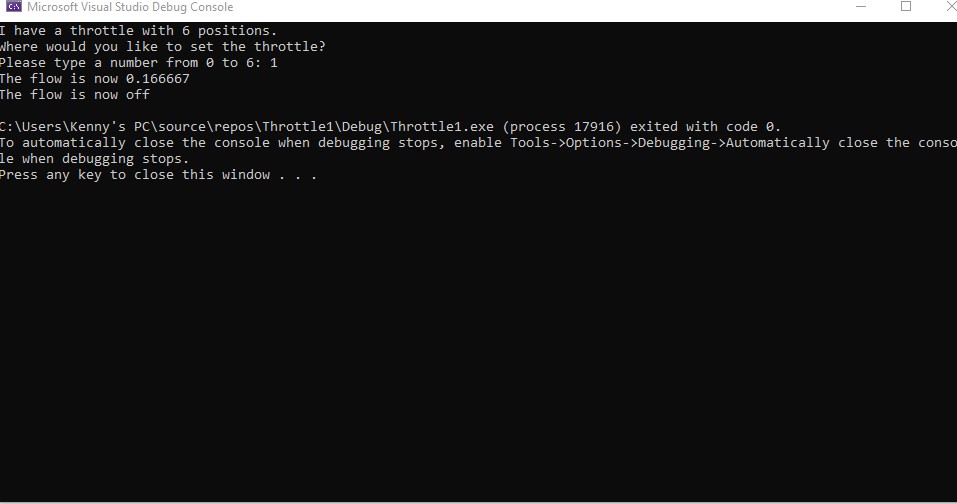 Microsoft Visual Studio Debug Console
I have a throttle with 6 positions.
Where would you like to set the throttle?
Please type a number from 0 to 6: 1
The flow is now 0.166667
The flow is now off
C:\Users\Kenny's PC\source\repos\Throttle1\Debug\Throttle1.exe (process 17916) exited with code 0.
To automatically close the console when debugging stops, enable Tools->Options->Debugging->Automatically close the conso
le when debugging stops.
Press any key to close this window . . .